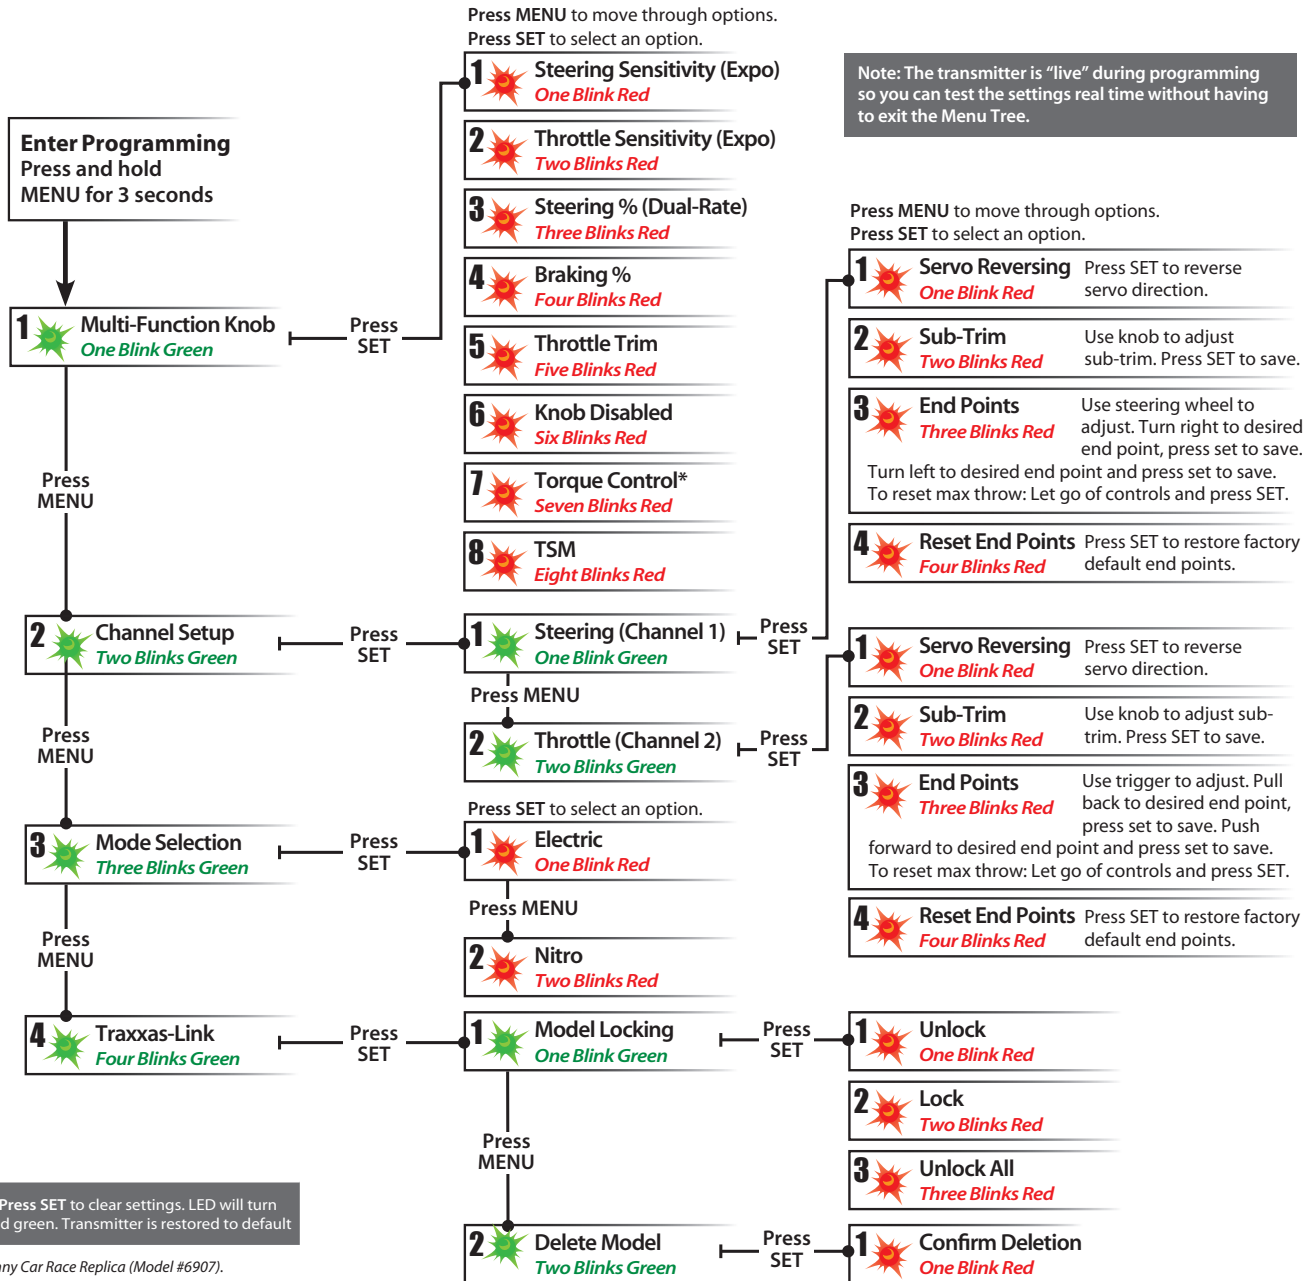 Press MENU to move through options.
Press SET to select an option.
Note: The transmitter is “live” during programming
so you can test the settings real time without having
to exit the Menu Tree.
Enter Programming
Press and hold
MENU for 3 seconds
1 Multi-Function Knob
One Blink Green
Press
SET
1 Steering Sensitivity (Expo)
One Blink Red
2 Throttle Sensitivity (Expo)
Two Blinks Red
3 Steering % (Dual-Rate)
Three Blinks Red
4 Braking %
Four Blinks Red
5 Throttle Trim
Five Blinks Red
6 Knob Disabled
Six Blinks Red
7 Torque Control*
Seven Blinks Red
8 TSM
Eight Blinks Red
Press
MENU
2 Channel Setup
Two Blinks Green
Press
SET
1 Steering (Channel 1)
One Blink Green
Press
SET
Press MENU to move through options.
Press SET to select an option.
1 Servo Reversing
One Blink Red
Press SET to reverse
servo direction.
2 Sub-Trim
Two Blinks Red
Use knob to adjust
sub-trim. Press SET to save.
3 End Points
Three Blinks Red
Use steering wheel to
adjust. Turn right to desired
end point, press set to save.
Turn left to desired end point and press set to save.
To reset max throw: Let go of controls and press SET.
4 Reset End Points
Four Blinks Red
Press SET to restore factory
default end points.
Press MENU
2 Throttle (Channel 2)
Two Blinks Green
Press
SET
1 Servo Reversing
One Blink Red
Press SET to reverse
servo direction.
2 Sub-Trim
Two Blinks Red
Use knob to adjust sub-
trim. Press SET to save.
3 End Points
Three Blinks Red
Use trigger to adjust. Pull
back to desired end point,
press set to save. Push
forward to desired end point and press set to save.
To reset max throw: Let go of controls and press SET.
4 Reset End Points
Four Blinks Red
Press SET to restore factory
default end points.
Press
MENU
3 Mode Selection
Three Blinks Green
Press
SET
Press SET to select an option.
1 Electric
One Blink Red
Press MENU
2 Nitro
Two Blinks Red
Press
MENU
4 Traxxas-Link
Four Blinks Green
Press
SET
1 Model Locking
One Blink Green
Press
SET
1 Unlock
One Blink Red
2 Lock
Two Blinks Red
3 Unlock All
Three Blinks Red
Press
MENU
2 Delete Model
Two Blinks Green
Press
SET
1 Confirm Deletion
One Blink Red
Press SET to clear settings. LED will turn
d green. Transmitter is restored to default
nny Car Race Replica (Model #6907).